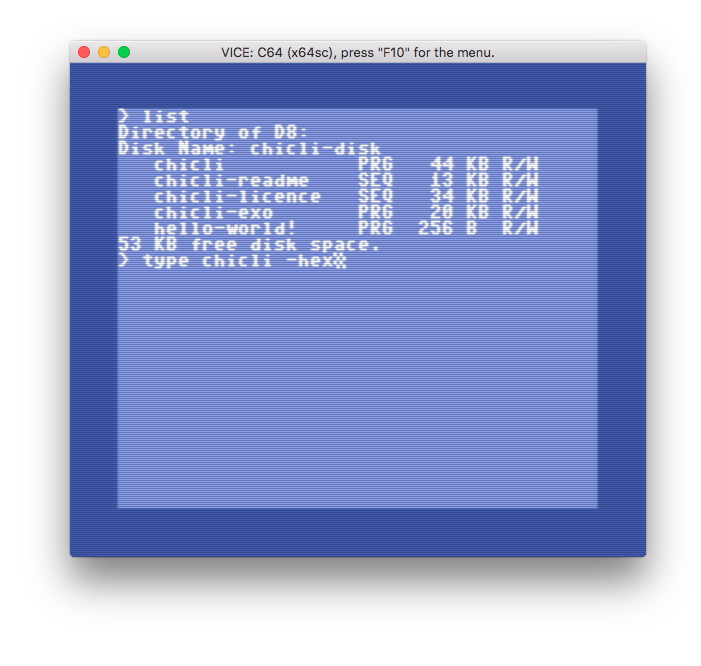 VICE: C64 (x64sc), press "F10" for the menu.
> list
Directory of D8:
Disk Name: chicli-disk
chicli PRG 44 KB R/W
chicli-readme SEQ 13 KB R/W
chicli-licence SEQ 34 KB R/W
chicli-exo PRG 20 KB R/W
hello-world! PRG 256 B R/W
53 KB free disk space.
> type chicli -hex